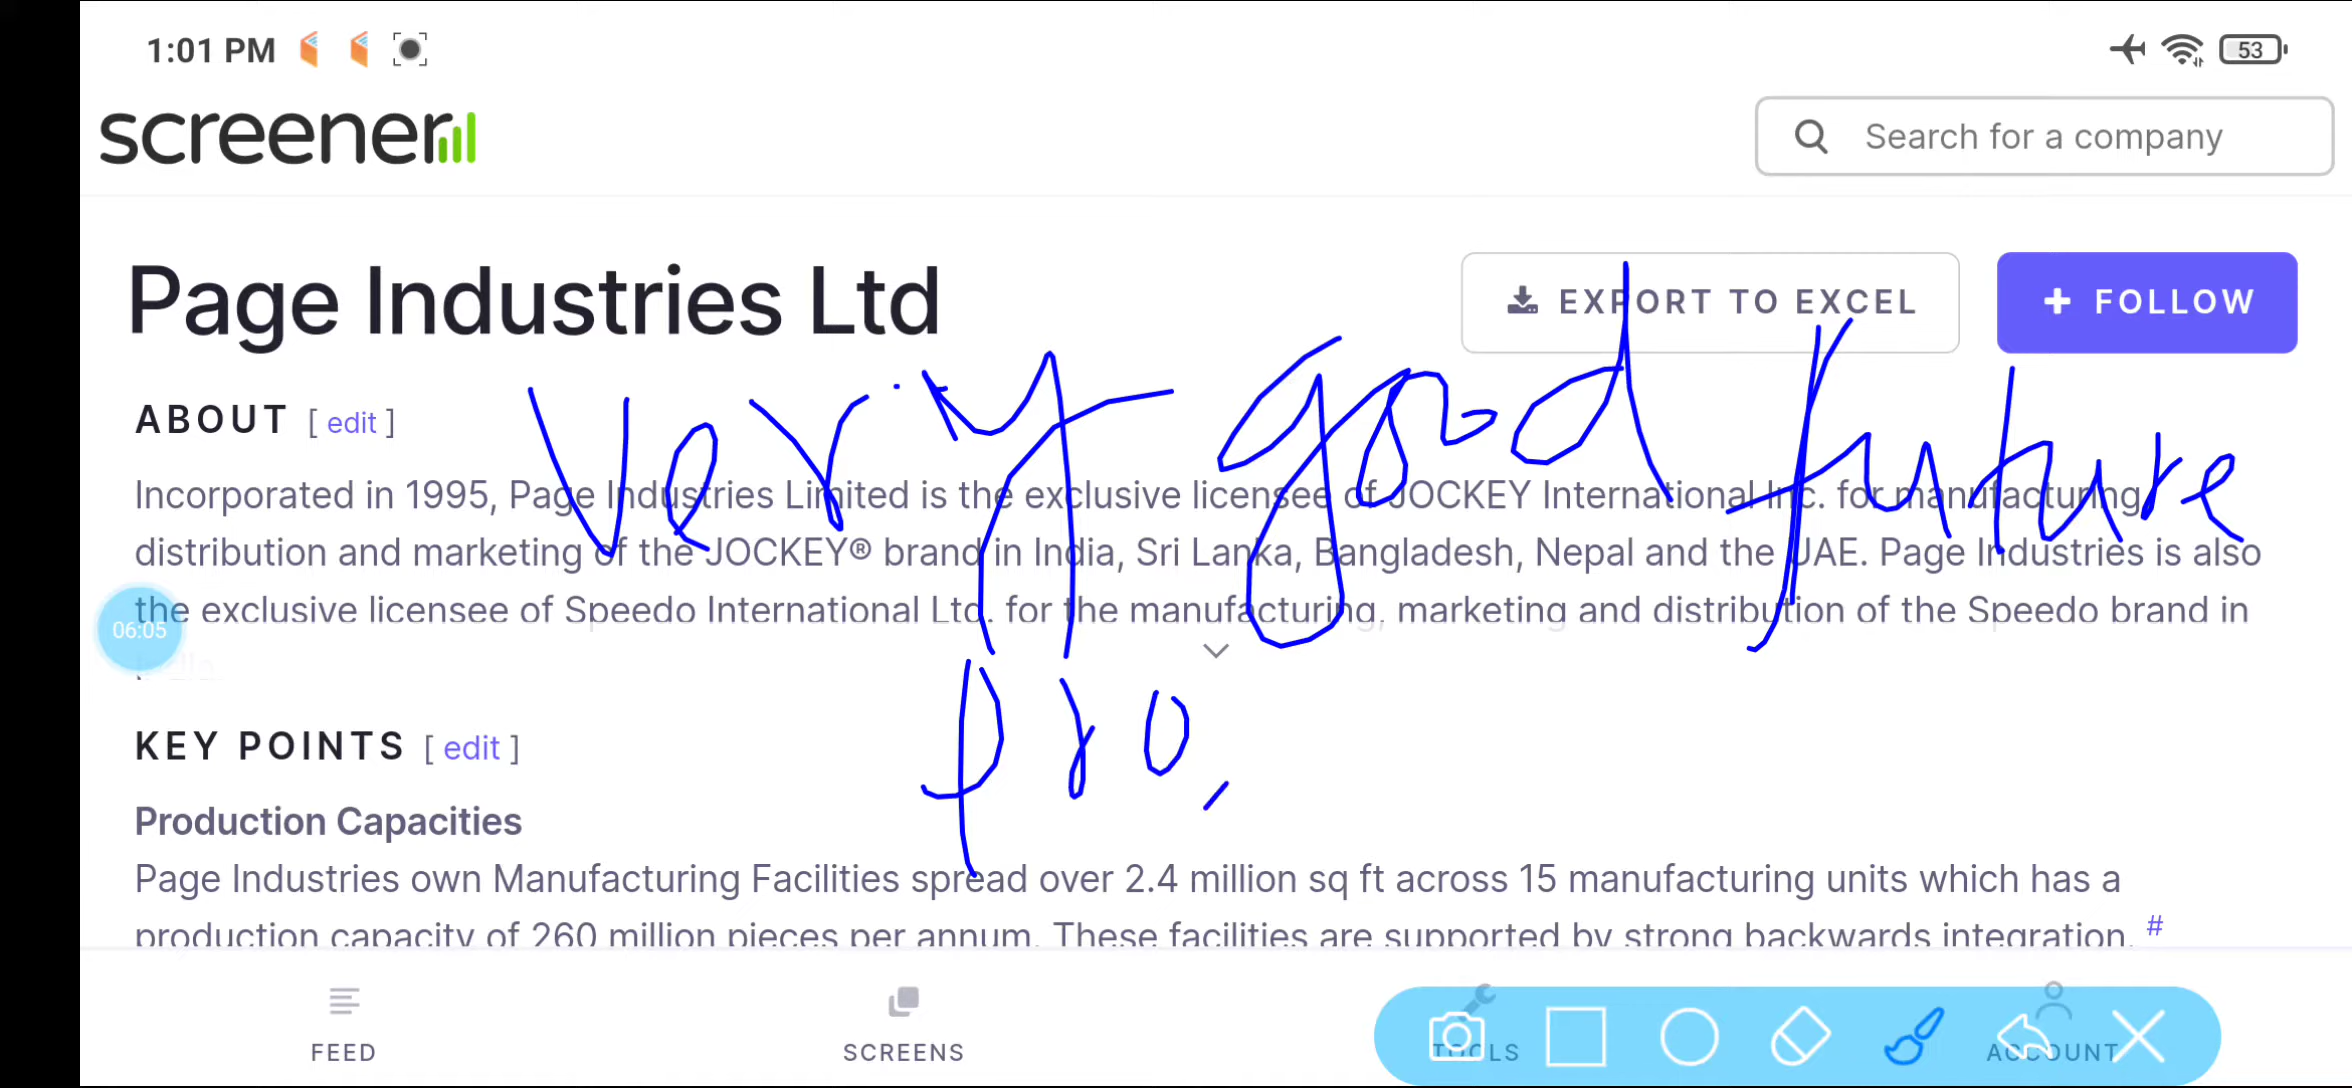 1:01 PM 53
screener
Search for a company
Page Industries Ltd
EXPORT TO EXCEL
+ FOLLOW
very good future
pro,
ABOUT [ edit ]
Incorporated in 1995, Page Industries Limited is the exclusive licensee of JOCKEY International Inc. for manufacturing,
distribution and marketing of the JOCKEY® brand in India, Sri Lanka, Bangladesh, Nepal and the UAE. Page Industries is also
the exclusive licensee of Speedo International Ltd. for the manufacturing, marketing and distribution of the Speedo brand in
India.
06:05
KEY POINTS [ edit ]
Production Capacities
Page Industries own Manufacturing Facilities spread over 2.4 million sq ft across 15 manufacturing units which has a
production capacity of 260 million pieces per annum. These facilities are supported by strong backwards integration. #
FEED
SCREENS
TOOLS
ACCOUNT